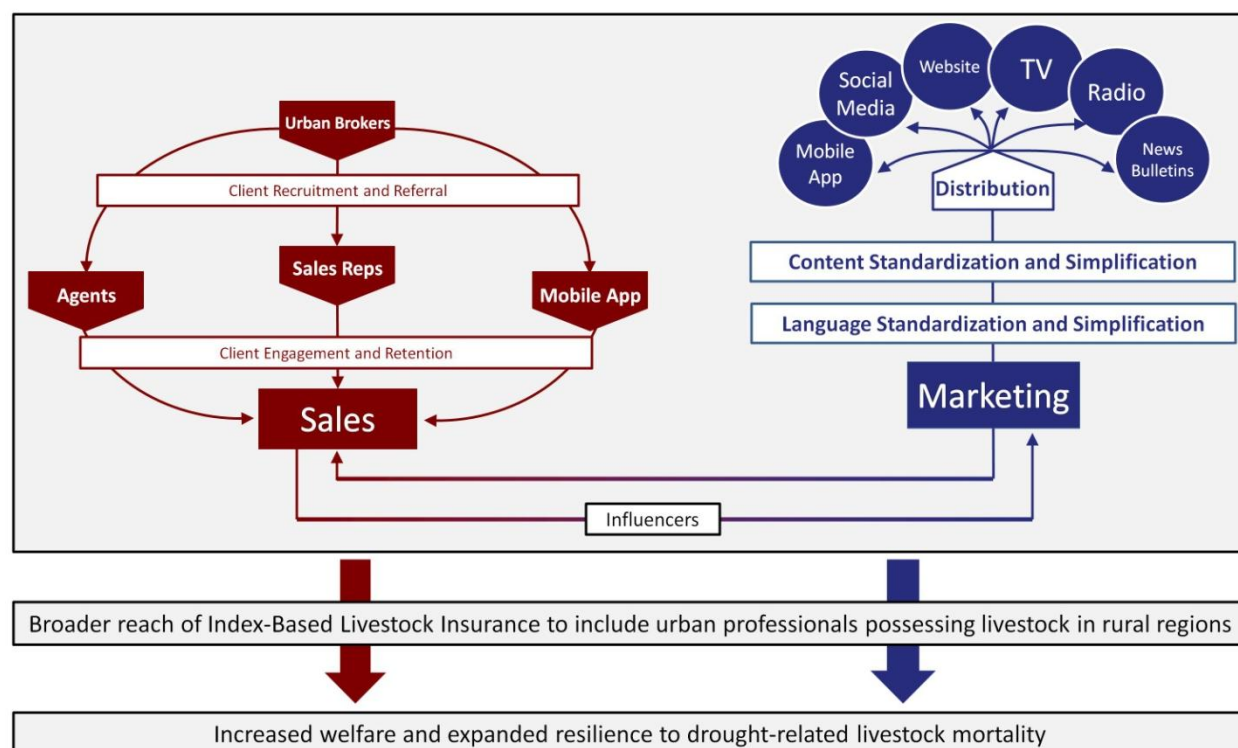 Urban Brokers
Client Recruitment and Referral
Sales Reps
Agents
Mobile App
Client Engagement and Retention
Sales
Mobile
App
Social
Media
Website
TV
Radio
News
Bulletins
Distribution
Content Standardization and Simplification
Language Standardization and Simplification
Marketing
Influencers
Broader reach of Index-Based Livestock Insurance to include urban professionals possessing livestock in rural regions
Increased welfare and expanded resilience to drought-related livestock mortality